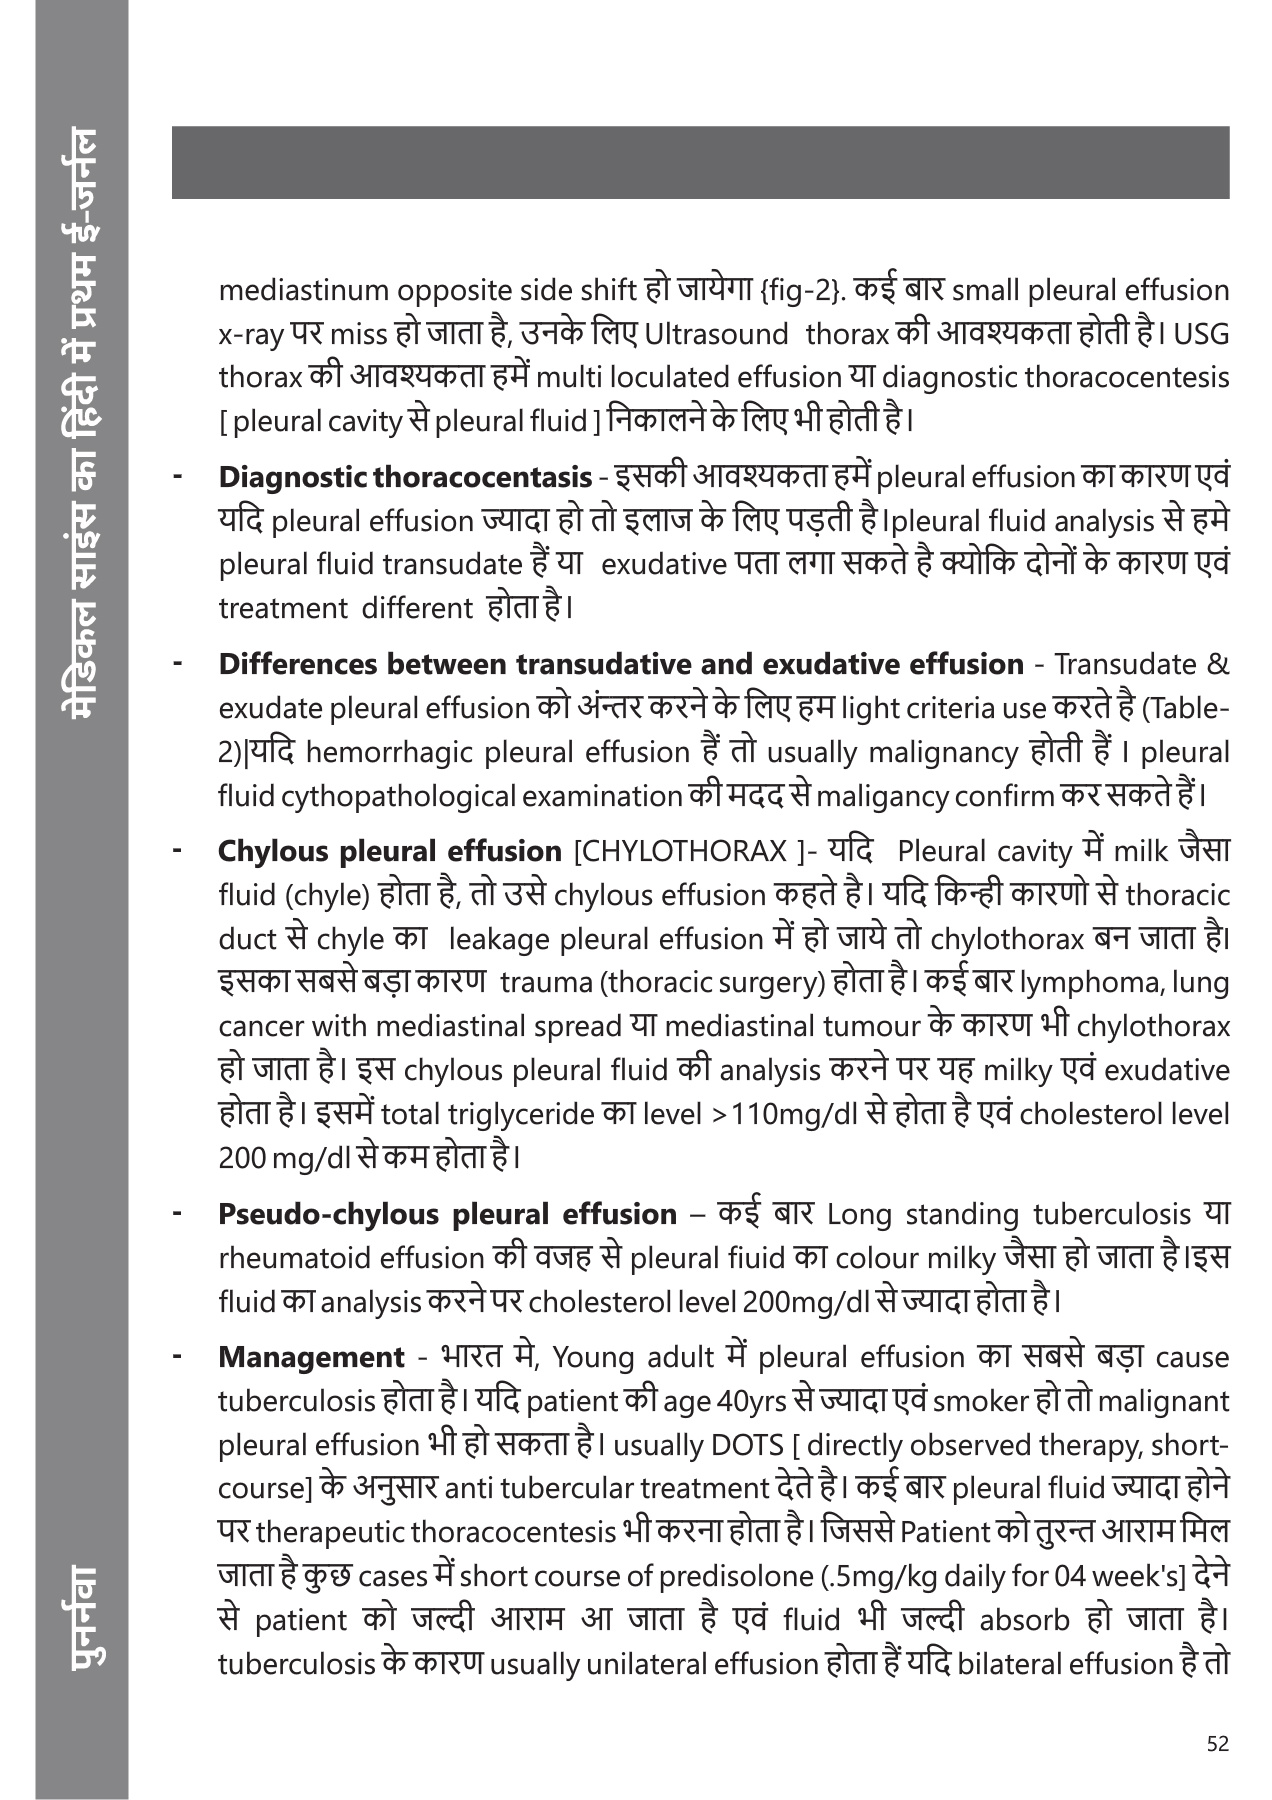 मेडिकल साइंस का हिंदी में प्रथम ई-जर्नल
पुनर्नवा
mediastinum opposite side shift हो जायेगा {fig-2}. कई बार small pleural effusion
x-ray पर miss हो जाता है, उनके लिए Ultrasound thorax की आवश्यकता होती है। USG
thorax की आवश्यकता हमें multi loculated effusion या diagnostic thoracocentesis
[ pleural cavity से pleural fluid ] निकालने के लिए भी होती है।
- Diagnostic thoracocentasis - इसकी आवश्यकता हमें pleural effusion का कारण एवं
यदि pleural effusion ज्यादा हो तो इलाज के लिए पड़ती है।pleural fluid analysis से हमे
pleural fluid transudate हैं या exudative पता लगा सकते है क्योकि दोनों के कारण एवं
treatment different होता है।
- Differences between transudative and exudative effusion - Transudate &
exudate pleural effusion को अंन्तर करने के लिए हम light criteria use करते है (Table-
2)|यदि hemorrhagic pleural effusion हैं तो usually malignancy होती हैं । pleural
fluid cythopathological examination की मदद से maligancy confirm कर सकते हैं।
- Chylous pleural effusion [CHYLOTHORAX ]- यदि Pleural cavity में milk जैसा
fluid (chyle) होता है, तो उसे chylous effusion कहते है। यदि किन्ही कारणो से thoracic
duct से chyle का leakage pleural effusion में हो जाये तो chylothorax बन जाता है।
इसका सबसे बड़ा कारण trauma (thoracic surgery) होता है। कई बार lymphoma, lung
cancer with mediastinal spread या mediastinal tumour के कारण भी chylothorax
हो जाता है। इस chylous pleural fluid की analysis करने पर यह milky एवं exudative
होता है। इसमें total triglyceride का level >110mg/dl से होता है एवं cholesterol level
200 mg/dl से कम होता है।
- Pseudo-chylous pleural effusion – कई बार Long standing tuberculosis या
rheumatoid effusion की वजह से pleural fiuid का colour milky जैसा हो जाता है।इस
fluid का analysis करने पर cholesterol level 200mg/dl से ज्यादा होता है।
- Management - भारत मे, Young adult में pleural effusion का सबसे बड़ा cause
tuberculosis होता है। यदि patient की age 40yrs से ज्यादा एवं smoker हो तो malignant
pleural effusion भी हो सकता है। usually DOTS [ directly observed therapy, short-
course] के अनुसार anti tubercular treatment देते है। कई बार pleural fluid ज्यादा होने
पर therapeutic thoracocentesis भी करना होता है। जिससे Patient को तुरन्त आराम मिल
जाता है कुछ cases में short course of predisolone (.5mg/kg daily for 04 week's] देने
से patient को जल्दी आराम आ जाता है एवं fluid भी जल्दी absorb हो जाता है।
tuberculosis के कारण usually unilateral effusion होता हैं यदि bilateral effusion है तो
52